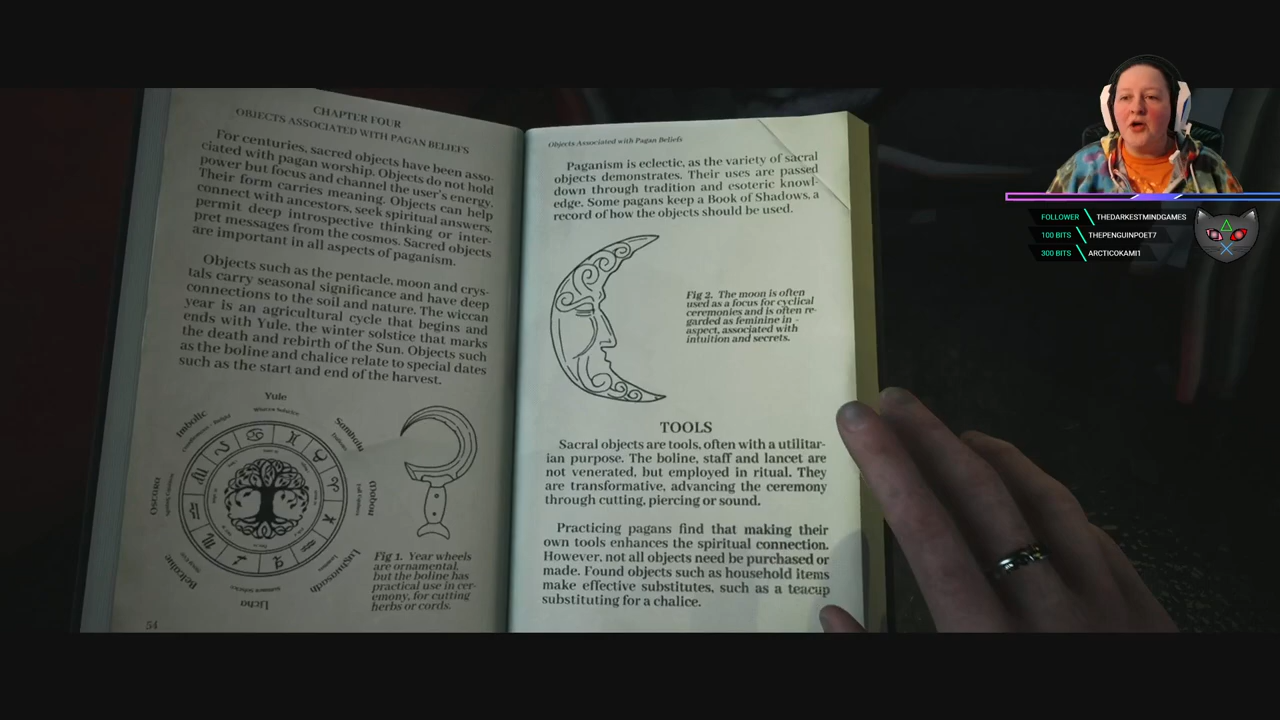 CHAPTER FOUR
OBJECTS ASSOCIATED WITH PAGAN BELIEFS
For centuries, sacred objects have been asso-
ciated with pagan worship. Objects do not hold
power but focus and channel the user's energy.
Their form carries meaning. Objects can help
connect with ancestors, seek spiritual answers,
permit deep introspective thinking or inter-
pret messages from the cosmos. Sacred objects
are important in all aspects of paganism.
Objects such as the pentacle, moon and crys-
tals carry seasonal significance and have deep
connections to the soil and nature. The wiccan
year is an agricultural cycle that begins and
ends with Yule, the winter solstice that marks
the death and rebirth of the Sun. Objects such
as the boline and chalice relate to special dates
such as the start and end of the harvest.
Yule
Imbolic
Samhain
Mabon
Litha
Fig 1. Year wheels
are ornamental,
but the boline has
practical use in cer-
emony, for cutting
herbs or cords.
54
Objects Associated with Pagan Beliefs
Paganism is eclectic, as the variety of sacral
objects demonstrates. Their uses are passed
down through tradition and esoteric knowl-
edge. Some pagans keep a Book of Shadows, a
record of how the objects should be used.
Fig 2. The moon is often
used as a focus for cyclical
ceremonies and is often re-
garded as feminine in
aspect, associated with
intuition and secrets.
TOOLS
Sacral objects are tools, often with a utilitar-
ian purpose. The boline, staff and lancet are
not venerated, but employed in ritual. They
are transformative, advancing the ceremony
through cutting, piercing or sound.
Practicing pagans find that making their
own tools enhances the spiritual connection.
However, not all objects need be purchased or
made. Found objects such as household items
make effective substitutes, such as a teacup
substituting for a chalice.
FOLLOWER THEDARKESTMINDGAMES
100 BITS THEPENGUINPOET7
300 BITS ARCTICOKAMI1